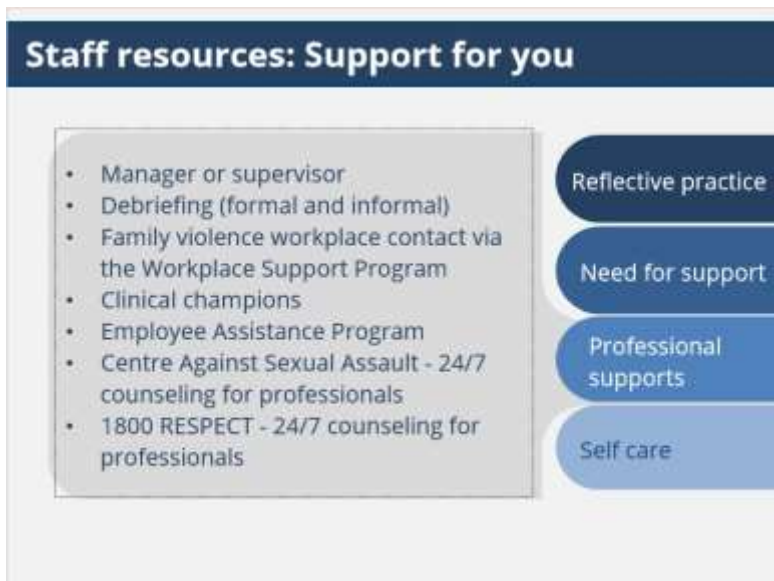 Staff resources: Support for you
• Manager or supervisor
• Debriefing (formal and informal)
• Family violence workplace contact via
the Workplace Support Program
• Clinical champions
• Employee Assistance Program
• Centre Against Sexual Assault - 24/7
counseling for professionals
• 1800 RESPECT - 24/7 counseling for
professionals
Reflective practice
Need for support
Professional
supports
Self care